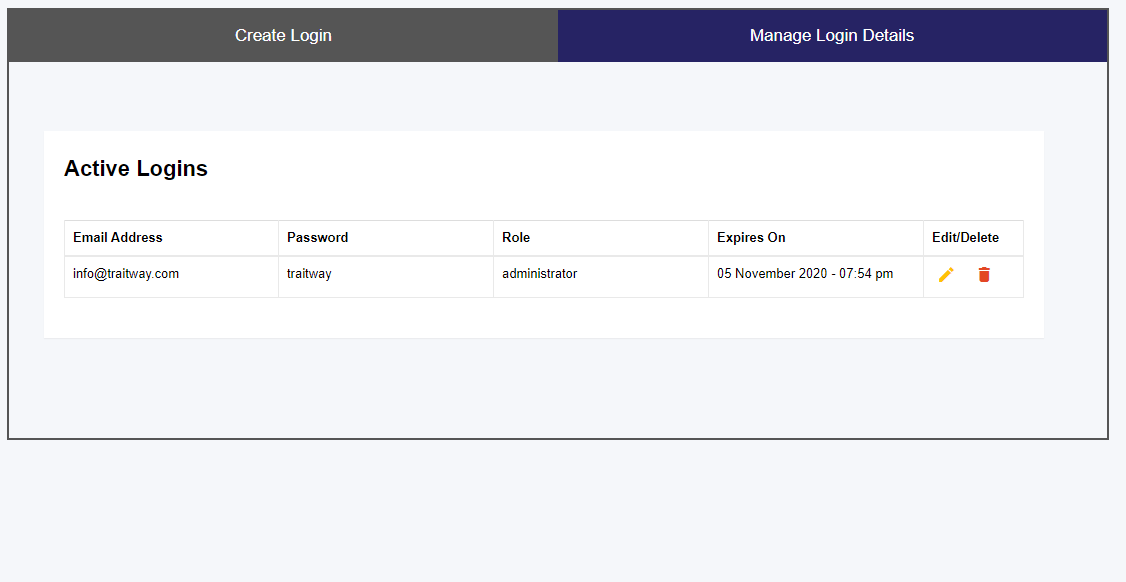 Create Login
Manage Login Details
Active Logins
Email Address Password Role Expires On Edit/Delete
info@traitway.com traitway administrator 05 November 2020 - 07:54 pm